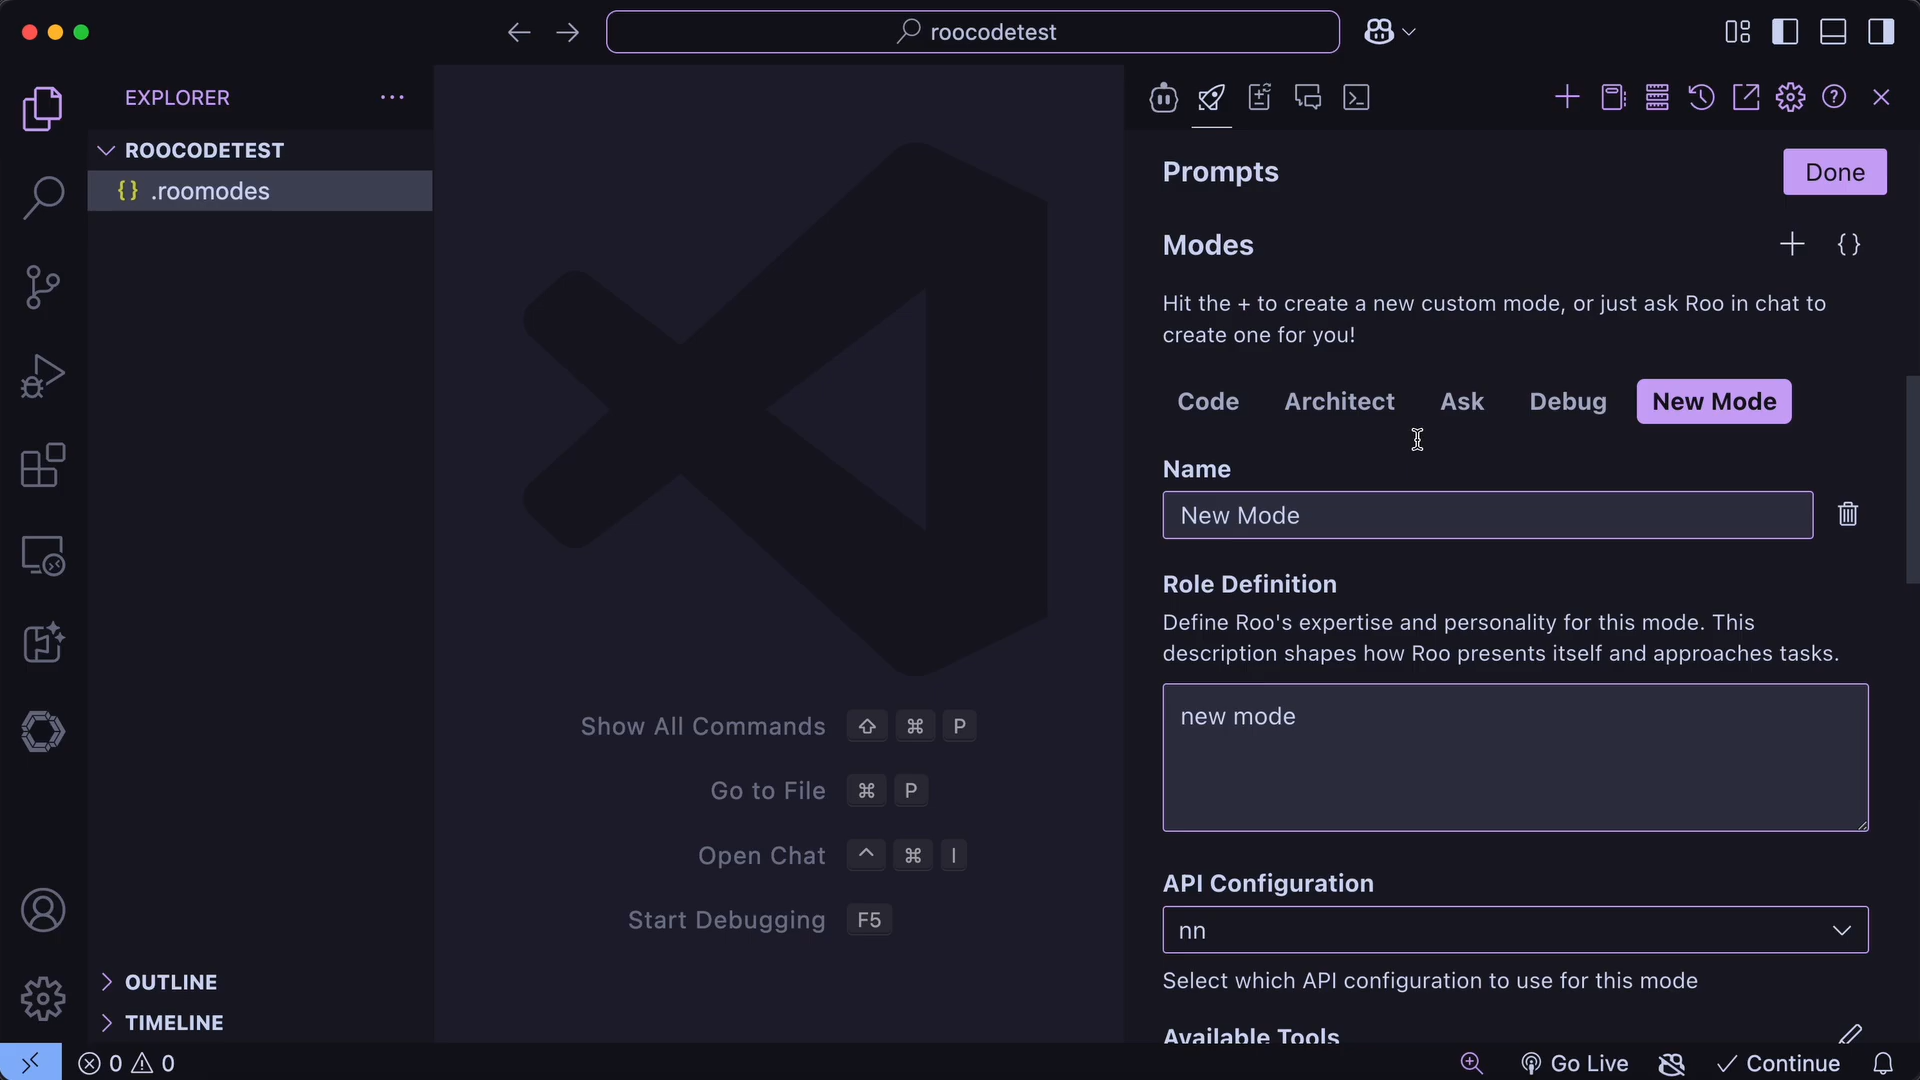 roocodetest
EXPLORER
ROOCODETEST
{} .roomodes
Show All Commands ⇧ ⌘ P
Go to File ⌘ P
Open Chat ^ ⌘ I
Start Debugging F5
OUTLINE
TIMELINE
Prompts
Done
Modes
Hit the + to create a new custom mode, or just ask Roo in chat to
create one for you!
Code Architect Ask Debug New Mode
Name
New Mode
Role Definition
Define Roo's expertise and personality for this mode. This
description shapes how Roo presents itself and approaches tasks.
new mode
API Configuration
nn
Select which API configuration to use for this mode
Available Tools
0 0
Go Live
Continue